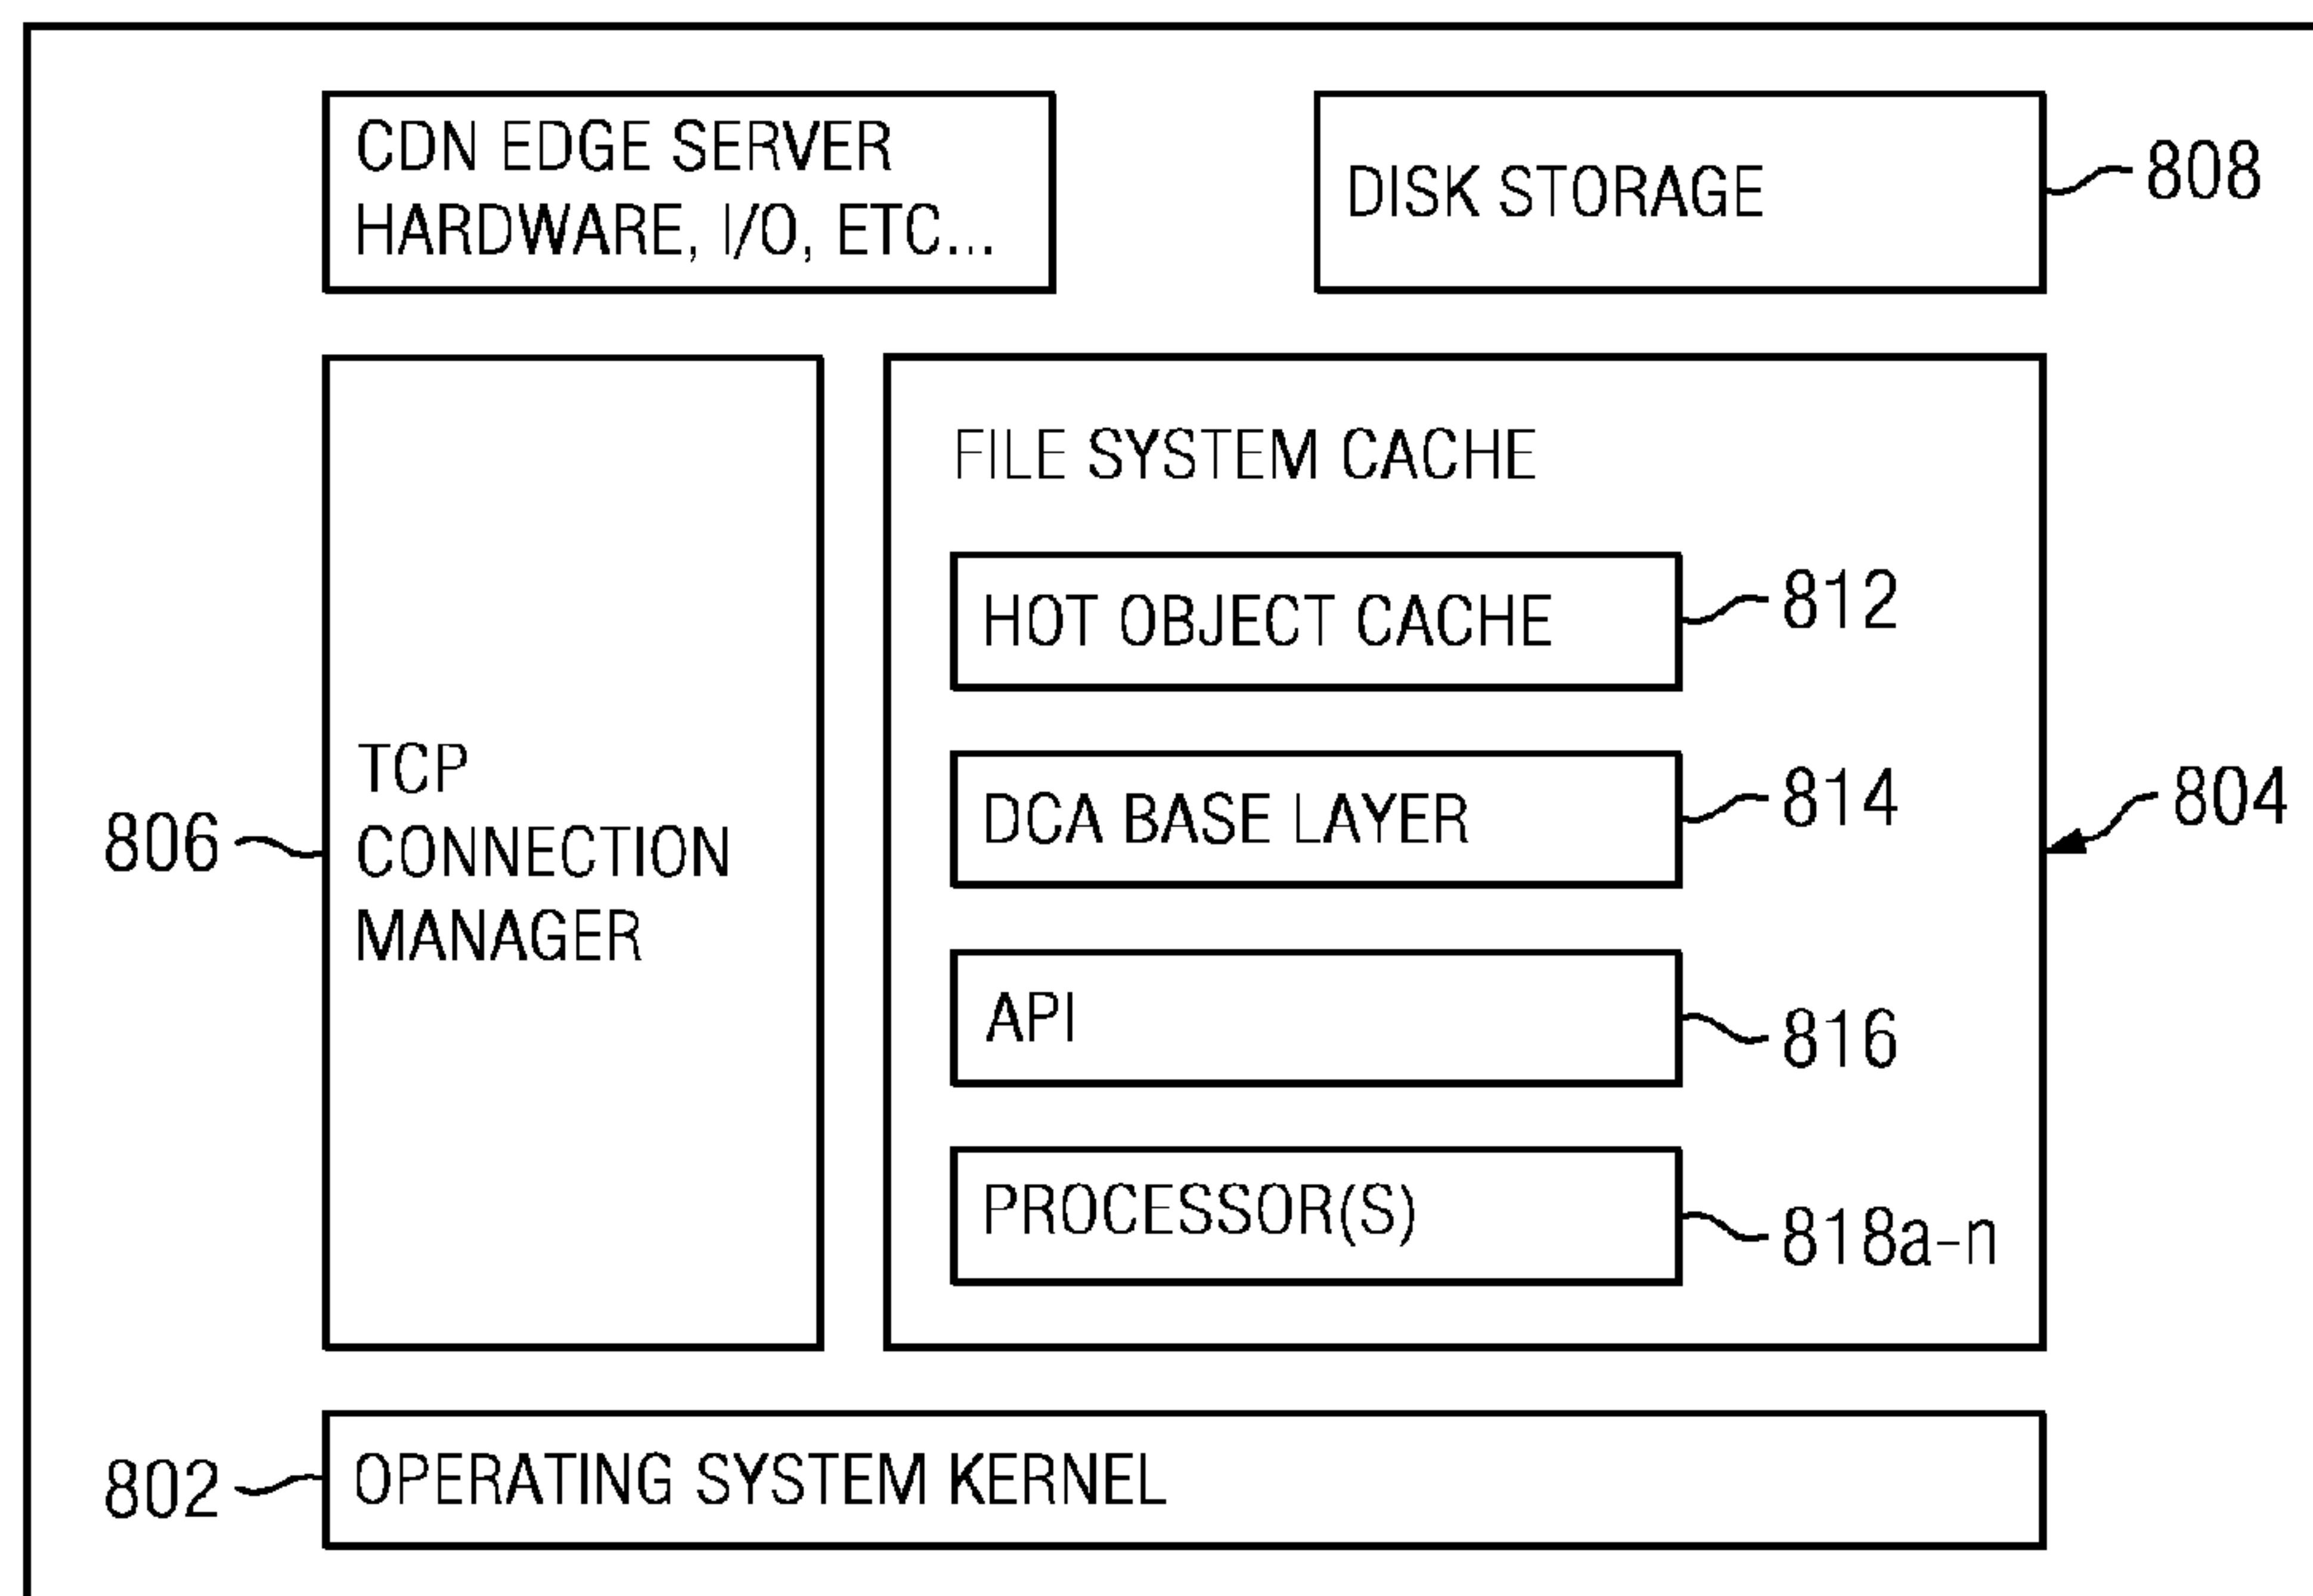 CDN EDGE SERVER
HARDWARE, I/O, ETC...
DISK STORAGE
808
FILE SYSTEM CACHE
HOT OBJECT CACHE
812
DCA BASE LAYER
814
804
806
TCP
CONNECTION
MANAGER
API
816
PROCESSOR(S)
818a-n
802
OPERATING SYSTEM KERNEL